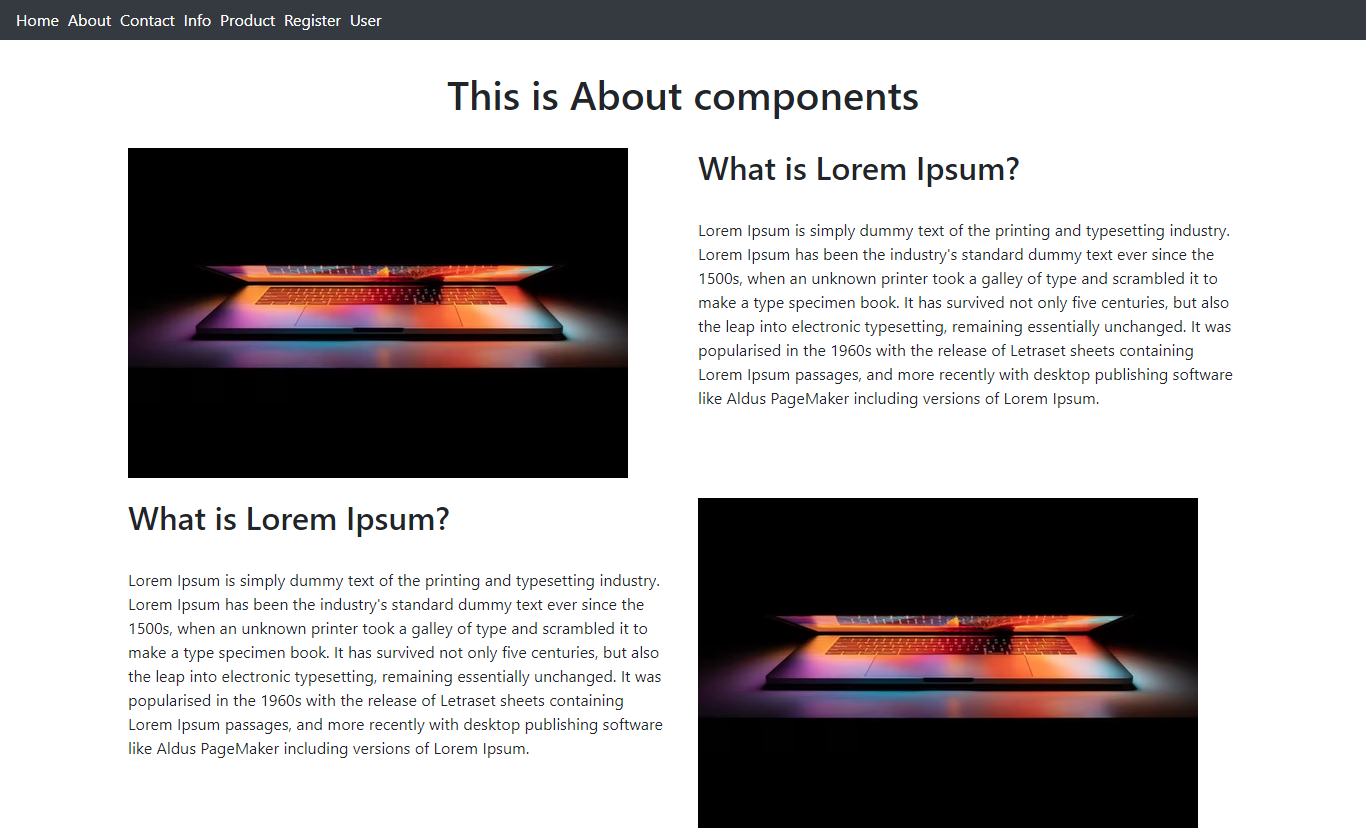 Home About Contact Info Product Register User
This is About components
What is Lorem Ipsum?
Lorem Ipsum is simply dummy text of the printing and typesetting industry.
Lorem Ipsum has been the industry's standard dummy text ever since the
1500s, when an unknown printer took a galley of type and scrambled it to
make a type specimen book. It has survived not only five centuries, but also
the leap into electronic typesetting, remaining essentially unchanged. It was
popularised in the 1960s with the release of Letraset sheets containing
Lorem Ipsum passages, and more recently with desktop publishing software
like Aldus PageMaker including versions of Lorem Ipsum.
What is Lorem Ipsum?
Lorem Ipsum is simply dummy text of the printing and typesetting industry.
Lorem Ipsum has been the industry's standard dummy text ever since the
1500s, when an unknown printer took a galley of type and scrambled it to
make a type specimen book. It has survived not only five centuries, but also
the leap into electronic typesetting, remaining essentially unchanged. It was
popularised in the 1960s with the release of Letraset sheets containing
Lorem Ipsum passages, and more recently with desktop publishing software
like Aldus PageMaker including versions of Lorem Ipsum.